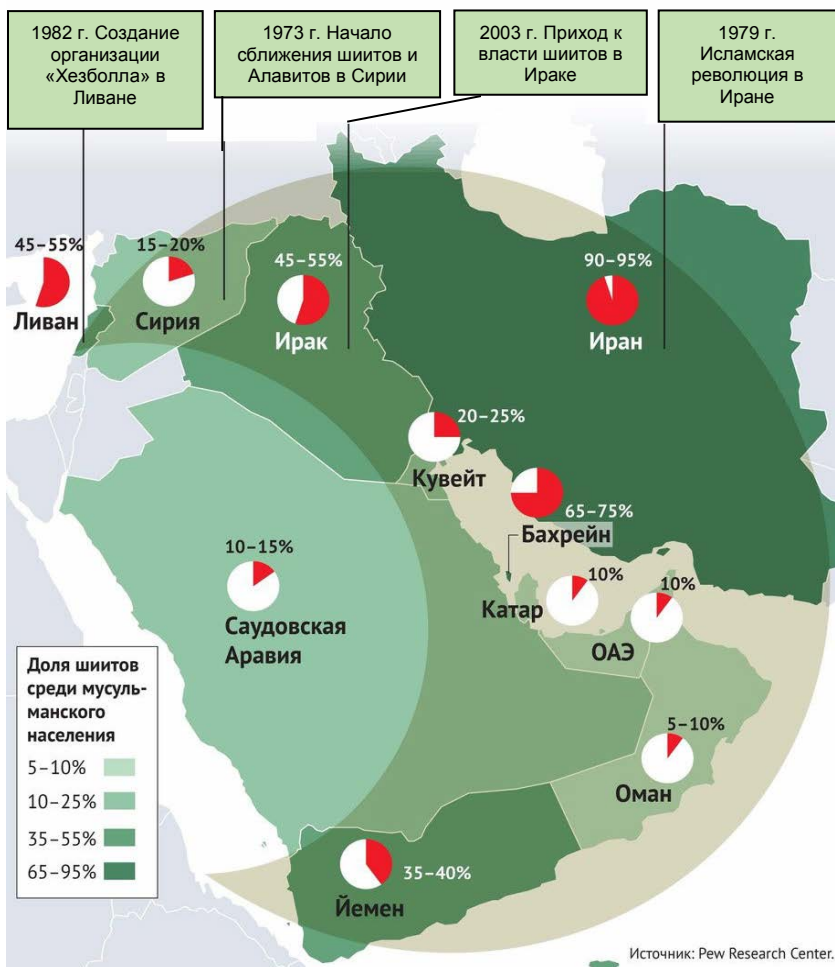 1982 г. Создание
организации
«Хезболла» в
Ливане
1973 г. Начало
сближения шиитов и
Алавитов в Сирии
2003 г. Приход к
власти шиитов в
Ираке
1979 г.
Исламская
революция в
Иране
45–55%
Ливан
15–20%
Сирия
45–55%
Ирак
90–95%
Иран
20–25%
Кувейт
65–75%
Бахрейн
10–15%
Саудовская
Аравия
Катар
10%
10%
ОАЭ
5–10%
Оман
35–40%
Йемен
Доля шиитов
среди мусуль-
манского
населения
5–10%
10–25%
35–55%
65–95%
Источник: Pew Research Center.